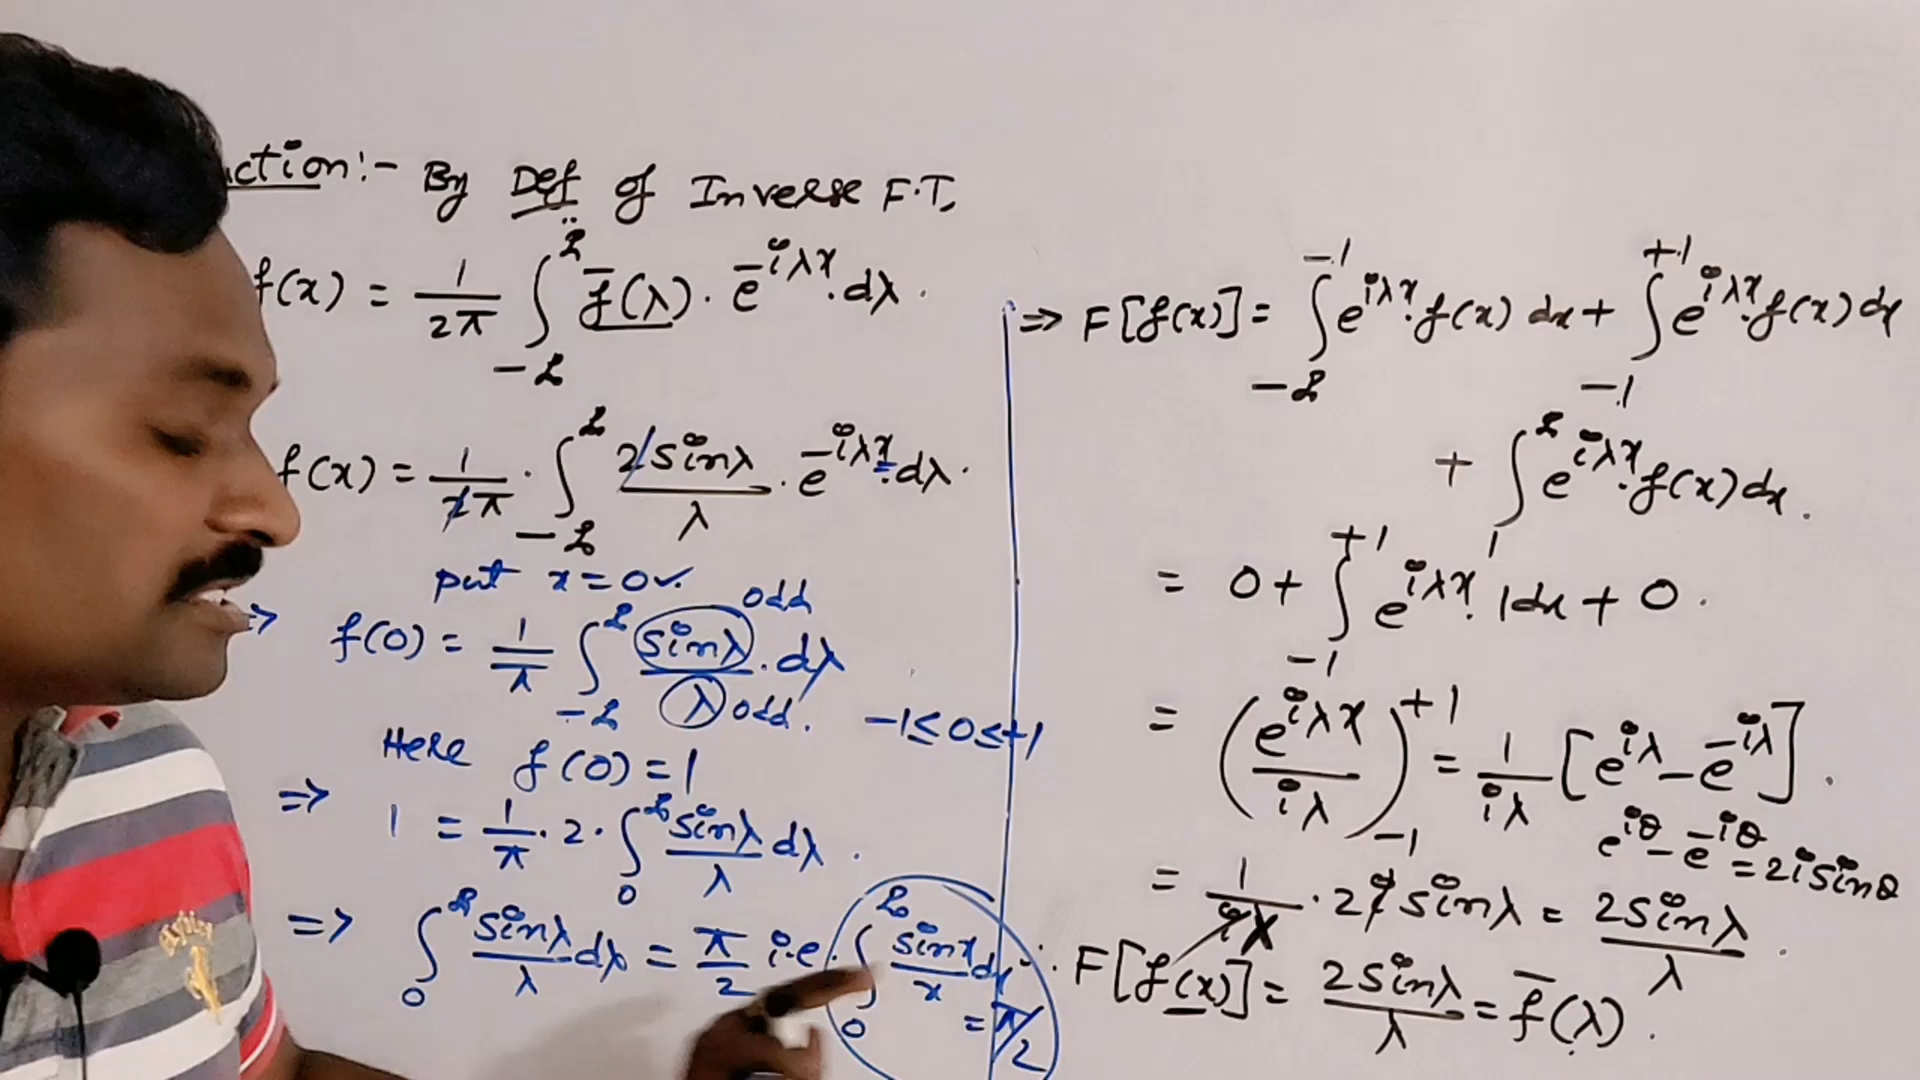 ction:- By Def of Inverse F.T.
f(x) = 1/2π ∫_{-∞}^{∞} f̄(λ). e^{-iλx}. dλ.
f(x) = 1/2π . ∫_{-∞}^{∞} 2 sinλ/λ . e^{-iλx}. dλ.
put x=0✓.
=> f(0) = 1/π ∫_{-∞}^{∞} sinλ/λ . dλ
odd
odd. -1≤0≤+1
Here f(0)=1
=> 1 = 1/π . 2 . ∫_0^∞ sinλ/λ dλ .
=> ∫_0^∞ sinλ/λ dλ = π/2 i.e. ∫_0^∞ sinx/x dx
= π/2
=> F[f(x)] = ∫_{-∞}^{-1} e^{iλx}. f(x) dx + ∫_{-1}^{+1} e^{iλx}. f(x) dx
+ ∫_1^∞ e^{iλx}. f(x) dx.
= 0 + ∫_{-1}^{+1} e^{iλx}. 1dx + 0 .
= (e^{iλx}/iλ)_{-1}^{+1} = 1/iλ [e^{iλ} - e^{-iλ}] .
e^{iθ} - e^{-iθ} = 2i sinθ
= 1/iλ . 2i sinλ = 2 sinλ/λ .
∴ F[f(x)] = 2 sinλ/λ = f̄(λ) .